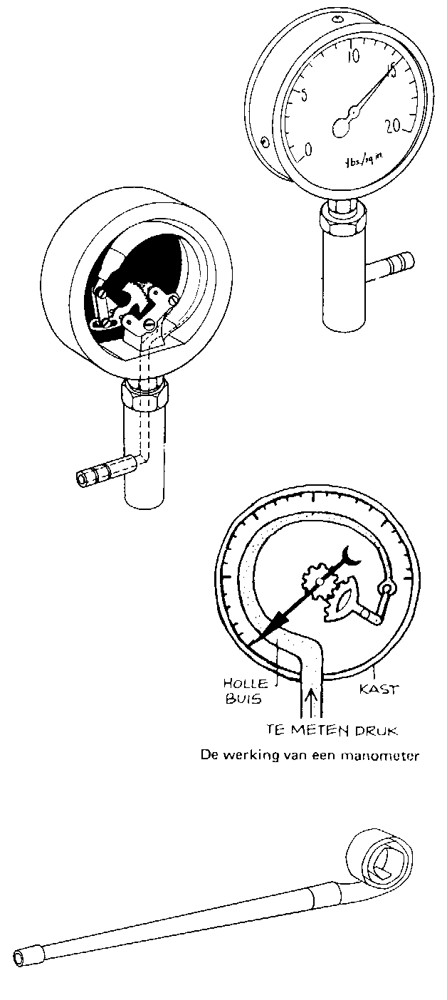 10
15
5
20
0
lbs./sq in.
HOLLE
BUIS
KAST
TE METEN DRUK
De werking van een manometer